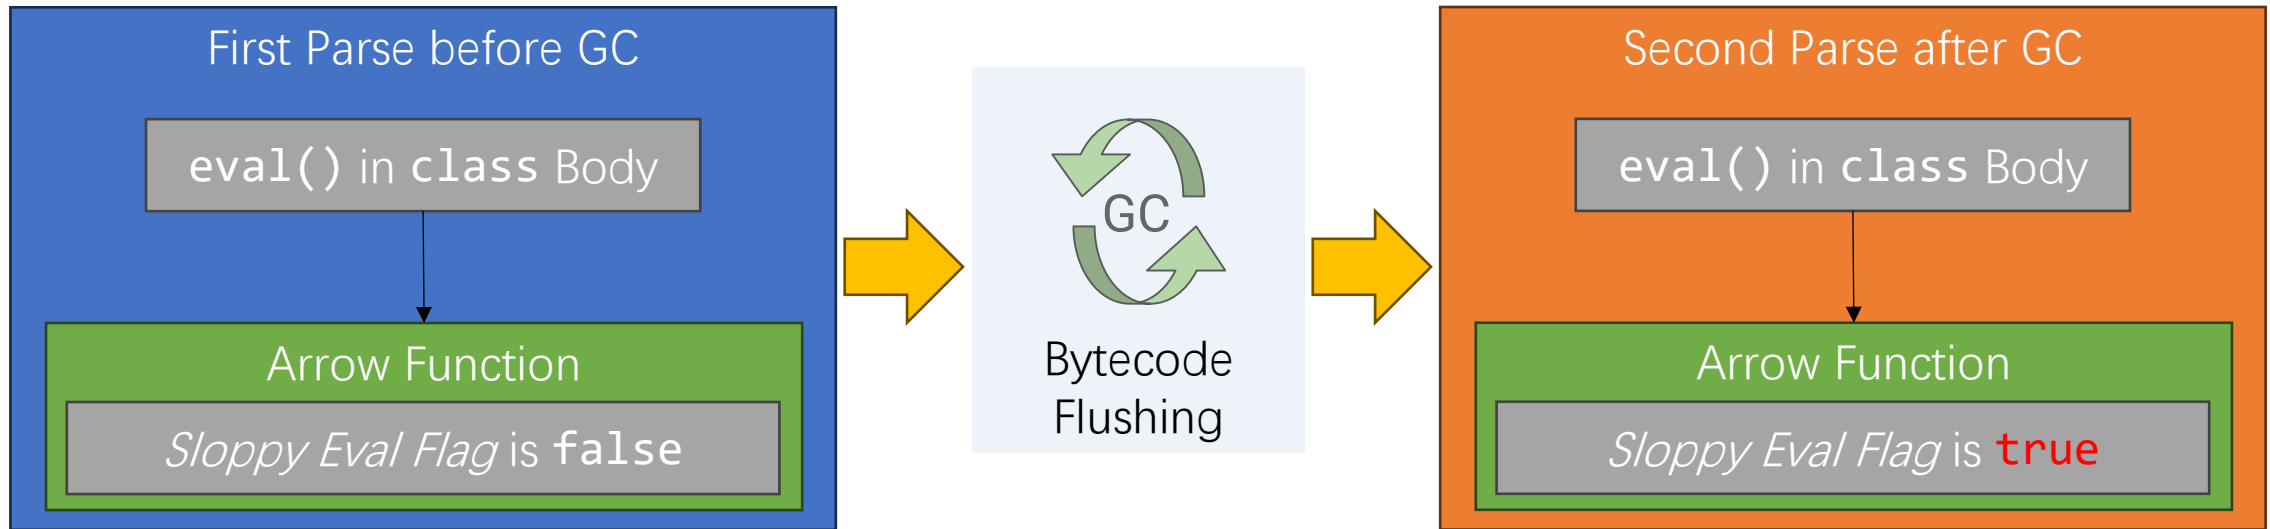 First Parse before GC
eval() in class Body
Arrow Function
Sloppy Eval Flag is false
GC
Bytecode
Flushing
Second Parse after GC
eval() in class Body
Arrow Function
Sloppy Eval Flag is true